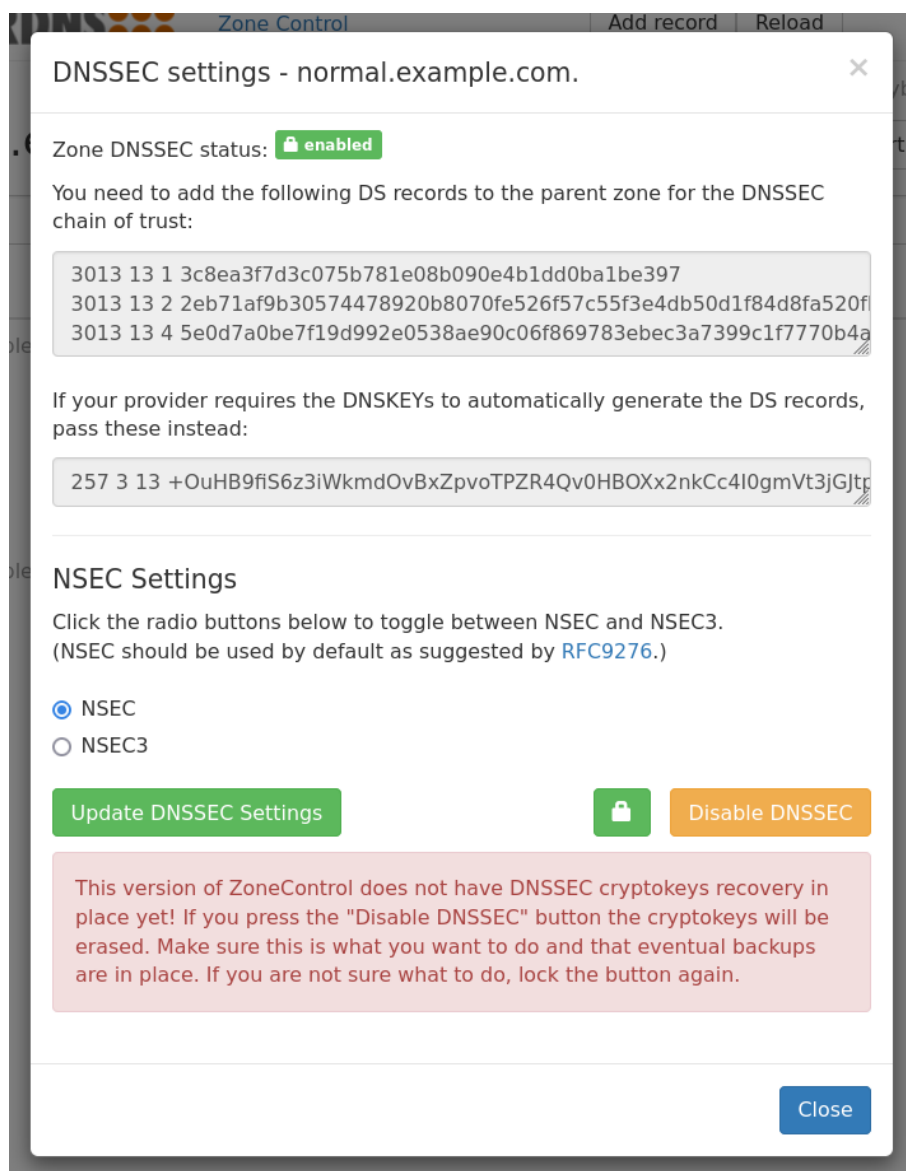 Zone Control
Add record
Reload
DNSSEC settings - normal.example.com.
×
Zone DNSSEC status: enabled
You need to add the following DS records to the parent zone for the DNSSEC
chain of trust:
3013 13 1 3c8ea3f7d3c075b781e08b090e4b1dd0ba1be397
3013 13 2 2eb71af9b30574478920b8070fe526f57c55f3e4db50d1f84d8fa520f
3013 13 4 5e0d7a0be7f19d992e0538ae90c06f869783ebec3a7399c1f7770b4a
If your provider requires the DNSKEYs to automatically generate the DS records,
pass these instead:
257 3 13 +OuHB9fiS6z3iWkmdOvBxZpvoTPZR4Qv0HBOXx2nkCc4I0gmVt3jGJtp
NSEC Settings
Click the radio buttons below to toggle between NSEC and NSEC3.
(NSEC should be used by default as suggested by RFC9276.)
NSEC
NSEC3
Update DNSSEC Settings
Disable DNSSEC
This version of ZoneControl does not have DNSSEC cryptokeys recovery in
place yet! If you press the "Disable DNSSEC" button the cryptokeys will be
erased. Make sure this is what you want to do and that eventual backups
are in place. If you are not sure what to do, lock the button again.
Close